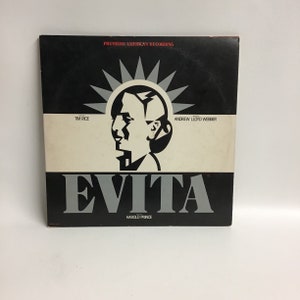 PREMIERE AMERICAN RECORDING
TIM RICE
ANDREW LLOYD WEBBER
EVITA
HAROLD PRINCE